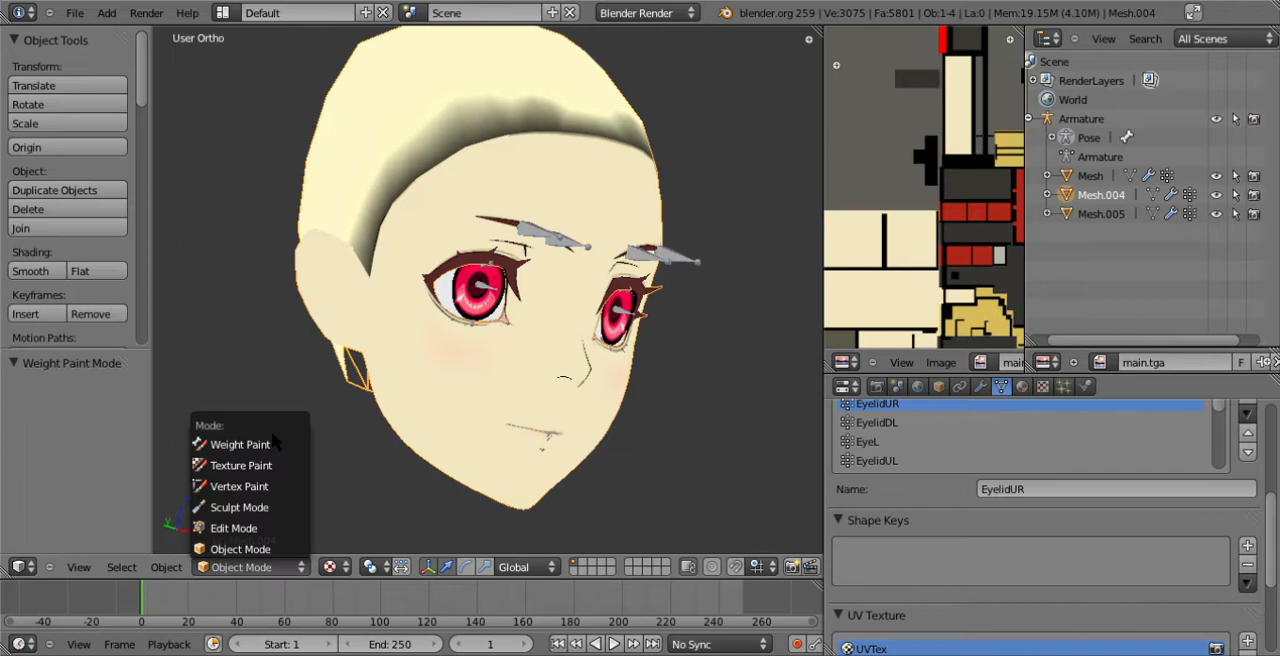 File Add Render Help Default Scene Blender Render blender.org 259 | Ve:3075 | Fa:5801 | Ob:1-4 | La:0 | Mem:19.15M (4.10M) | Mesh.004
Object Tools
Transform:
Translate
Rotate
Scale
Origin
Object:
Duplicate Objects
Delete
Join
Shading:
Smooth Flat
Keyframes:
Insert Remove
Motion Paths:
Weight Paint Mode
User Ortho
Mode:
Weight Paint
Texture Paint
Vertex Paint
Sculpt Mode
Edit Mode
Object Mode
View Select Object Object Mode Global
-40 -20 0 20 40 60 80 100 120 140 160 180 200 220 240 260
View Frame Playback Start: 1 End: 250 1 No Sync
View Image main
View Search All Scenes
Scene
RenderLayers
World
Armature
Pose
Armature
Mesh
Mesh.004
Mesh.005
main.tga F
EyelidUR
EyelidDL
EyeL
EyelidUL
Name: EyelidUR
Shape Keys
UV Texture
UVTex